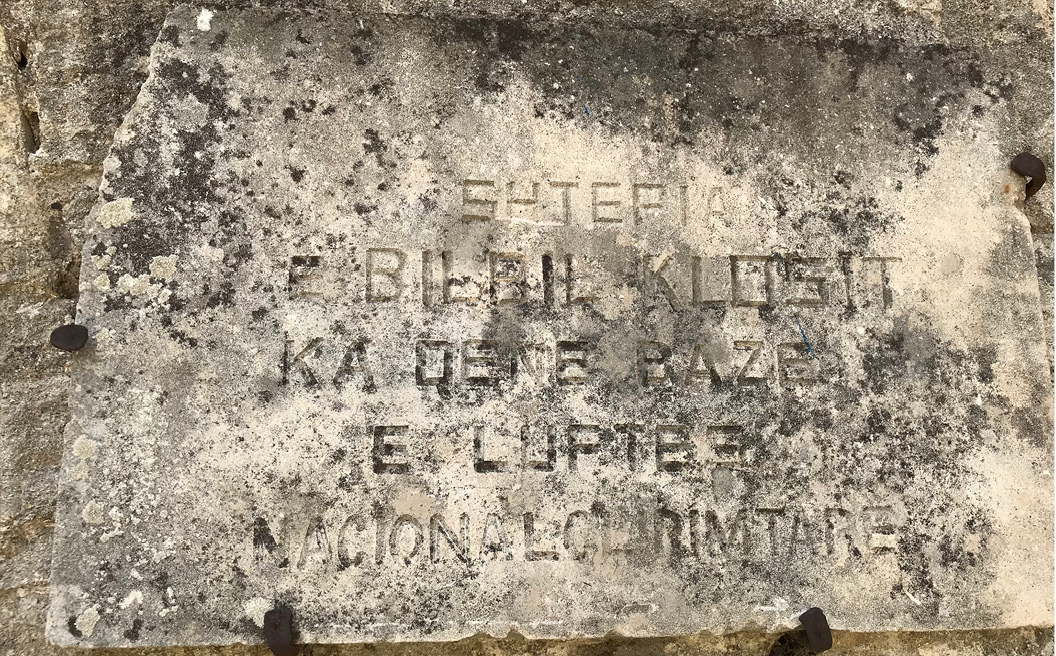 SHTEPIA
E BILBIL KLOSIT
KA QENE BAZE
E LUFTES
NACIONALCLIRIMTARE